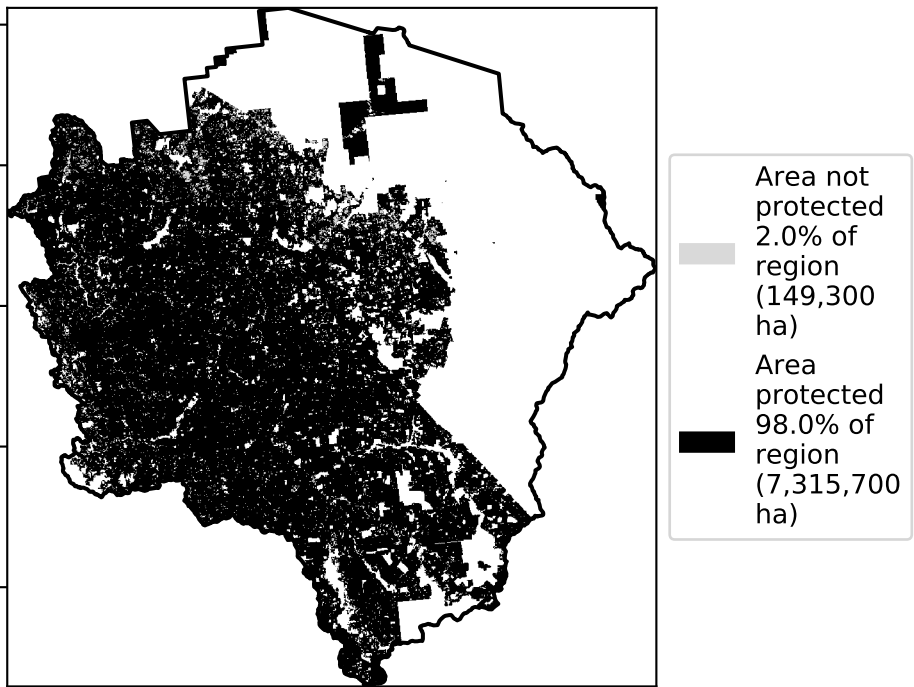 Area not
protected
2.0% of
region
(149,300
ha)
Area
protected
98.0% of
region
(7,315,700
ha)